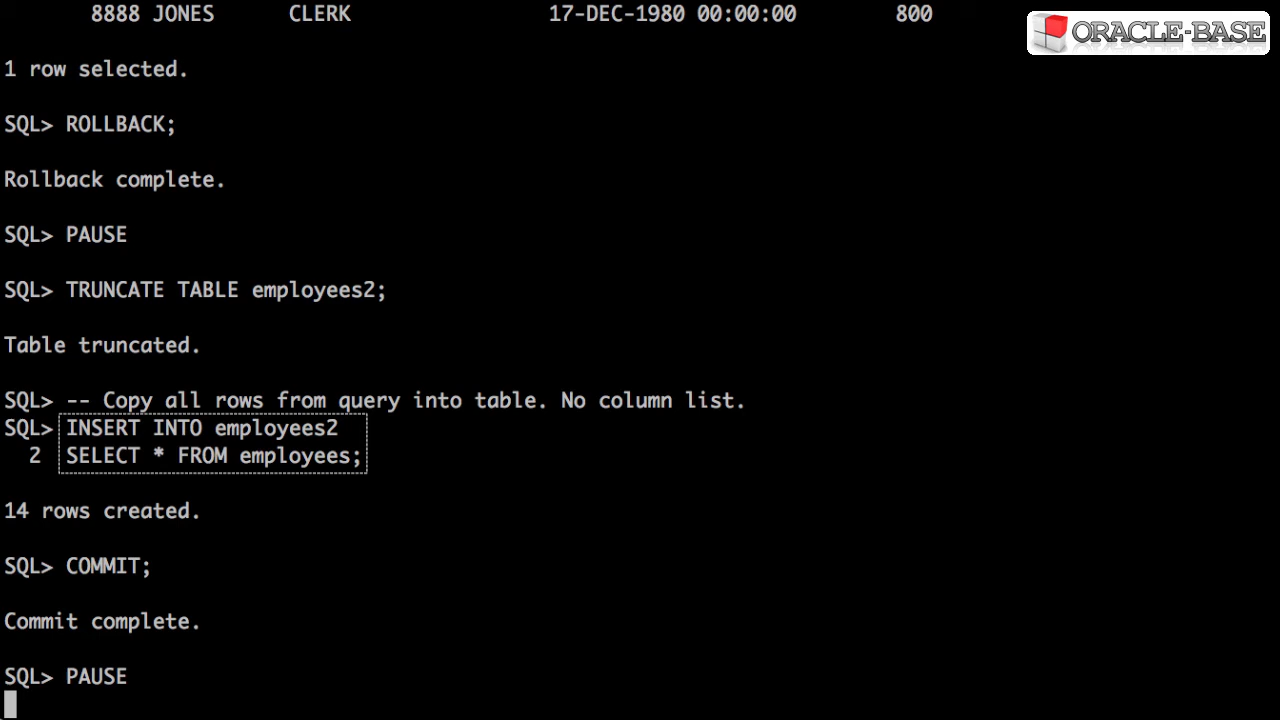 8888 JONES      CLERK                17-DEC-1980 00:00:00        800
ORACLE-BASE
1 row selected.
SQL> ROLLBACK;
Rollback complete.
SQL> PAUSE
SQL> TRUNCATE TABLE employees2;
Table truncated.
SQL> -- Copy all rows from query into table. No column list.
SQL> INSERT INTO employees2
2  SELECT * FROM employees;
14 rows created.
SQL> COMMIT;
Commit complete.
SQL> PAUSE